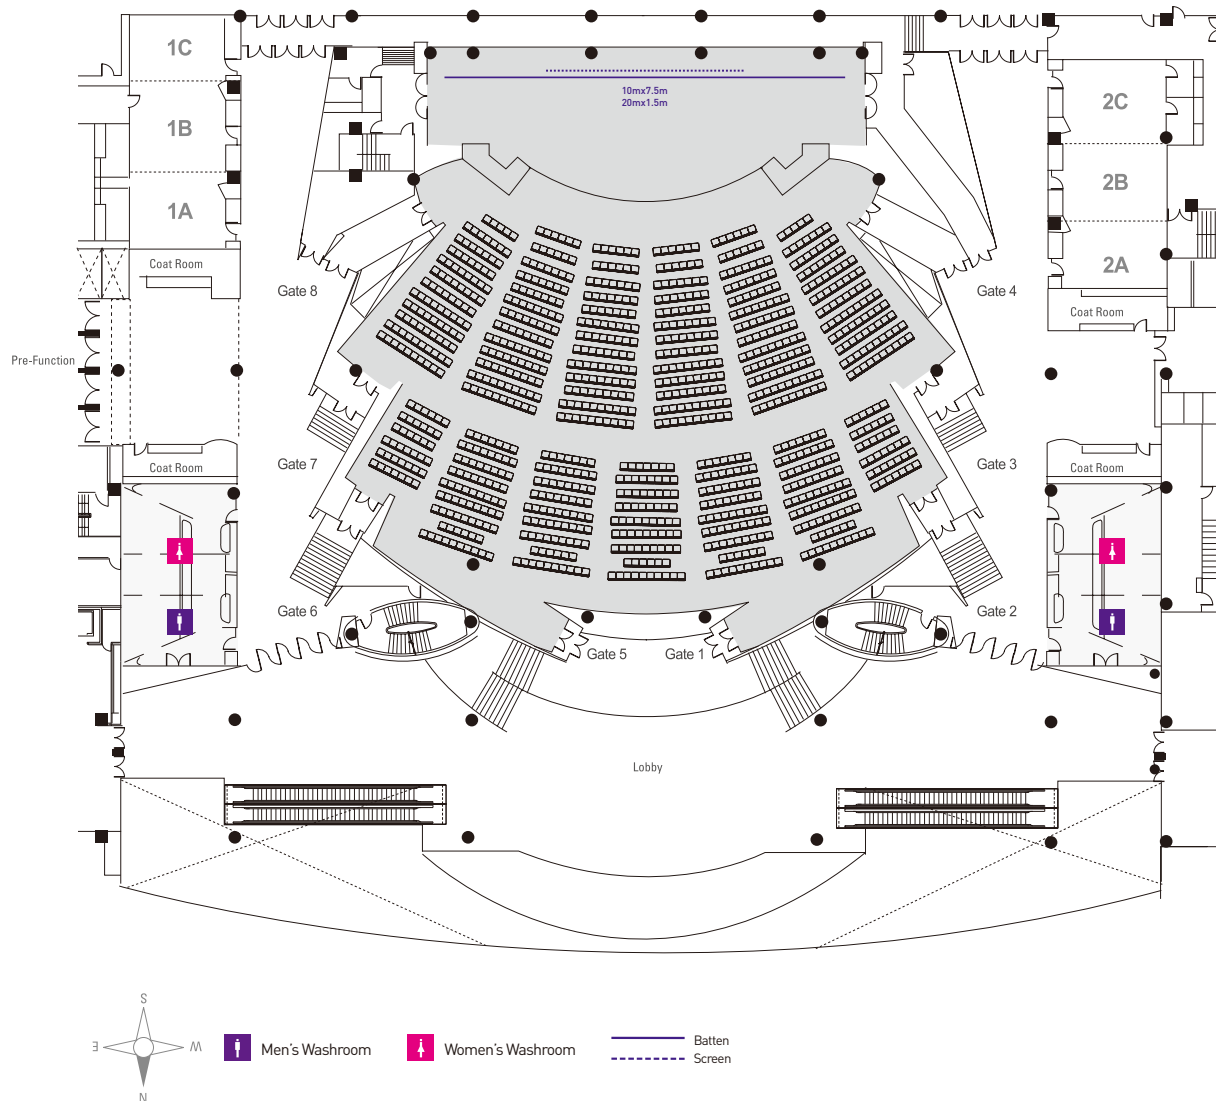 1C
1B
1A
2C
2B
2A
10mx7.5m
20mx1.5m
Coat Room
Coat Room
Gate 8
Gate 4
Pre-Function
Gate 7
Gate 3
Coat Room
Coat Room
Gate 6
Gate 2
Gate 5
Gate 1
Lobby
S
E
W
N
Men's Washroom
Women's Washroom
Batten
Screen